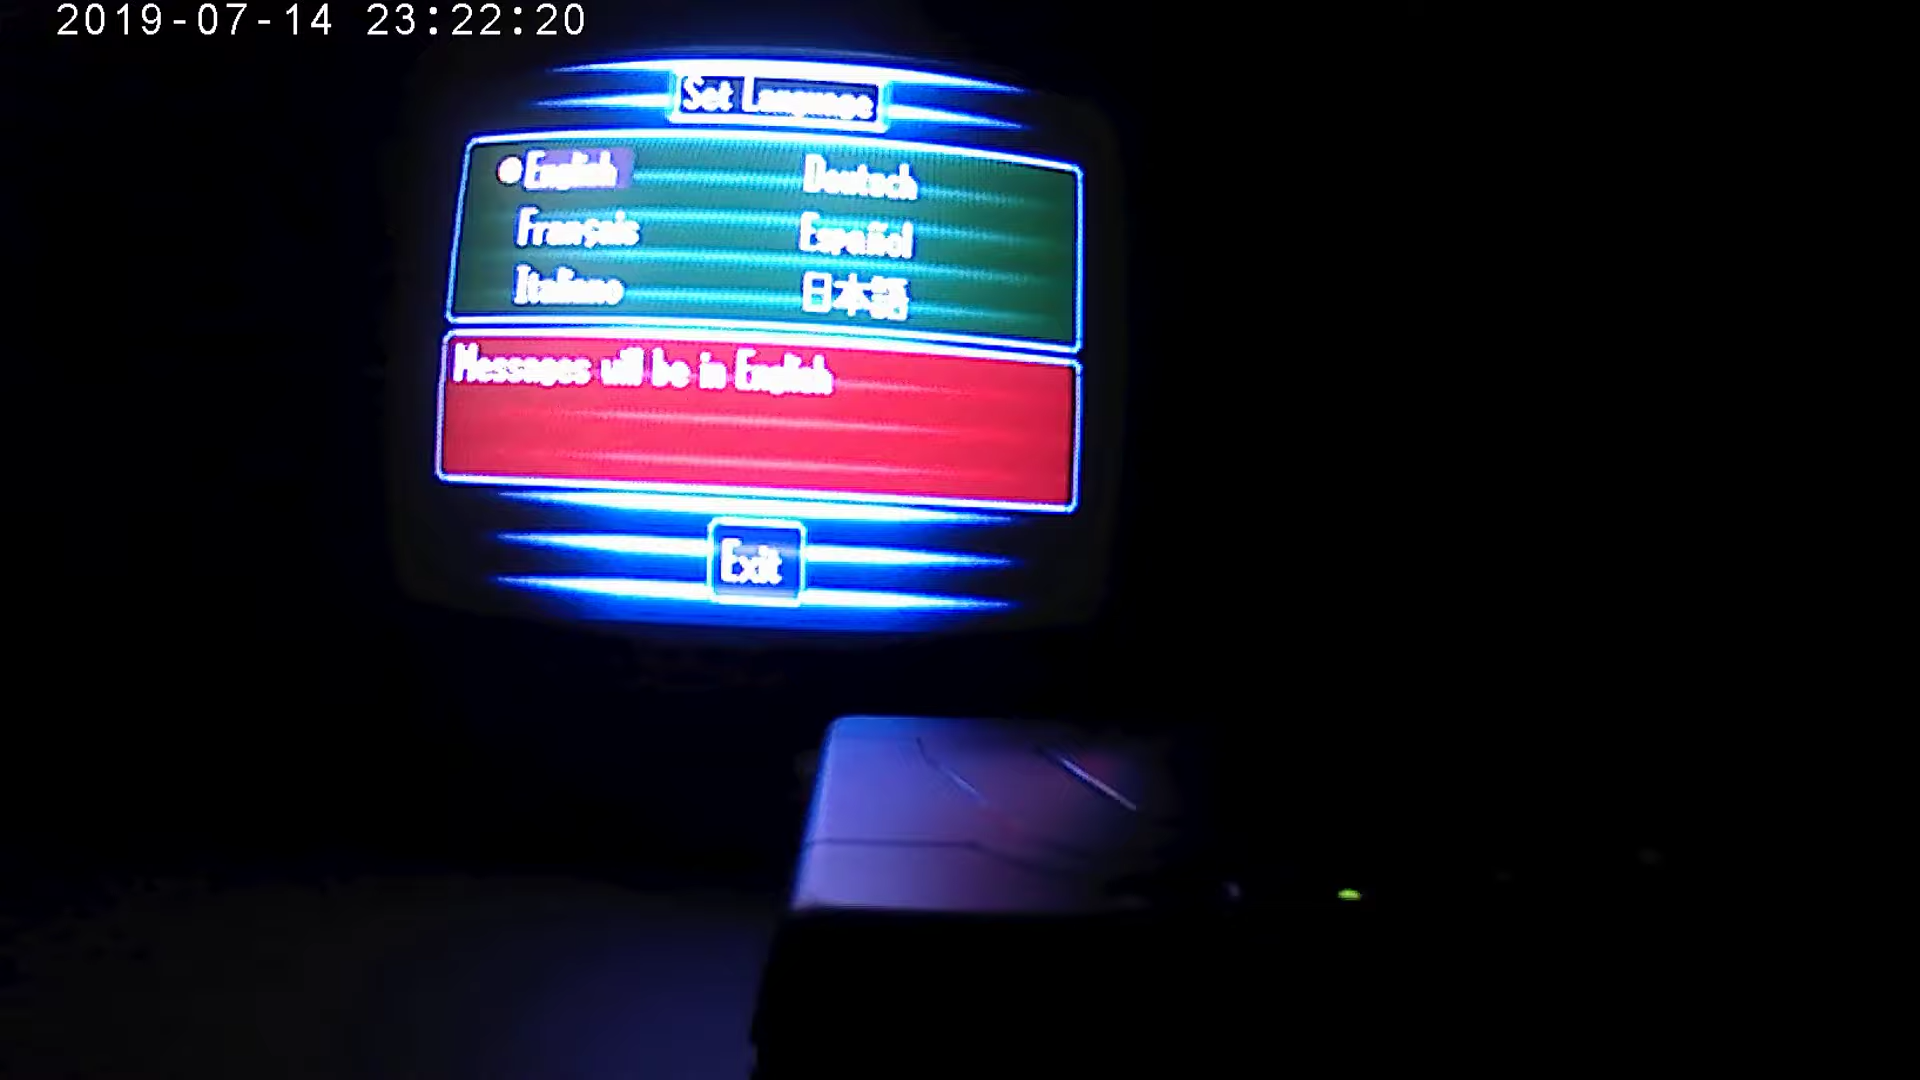 2019-07-14 23:22:20
Set Language
English Deutsch
Français Español
Italiano 日本語
Messages will be in English
Exit